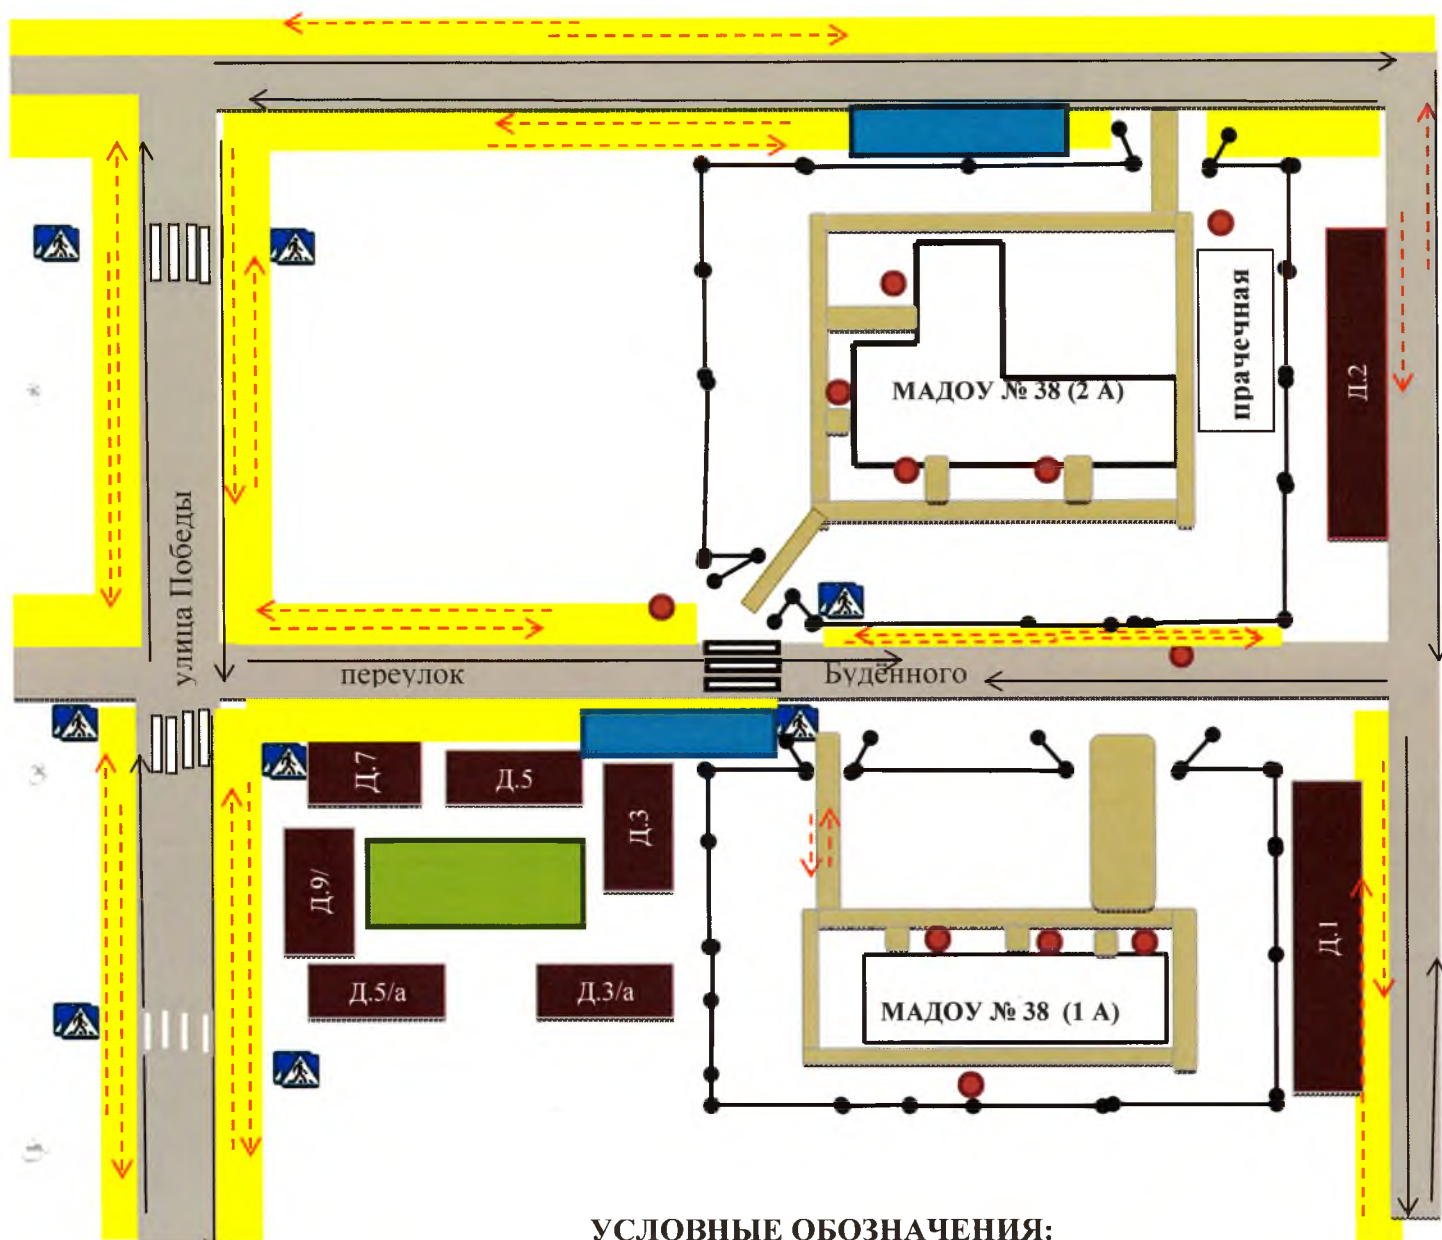 прачечная
МАДОУ № 38 (2 А)
Д.2
улица Победы
переулок
Будённого
Д.7
Д.5
Д.3
Д.9/
Д.5/а
Д.3/а
МАДОУ № 38 (1 А)
Д.1
УСЛОВНЫЕ ОБОЗНАЧЕНИЯ: